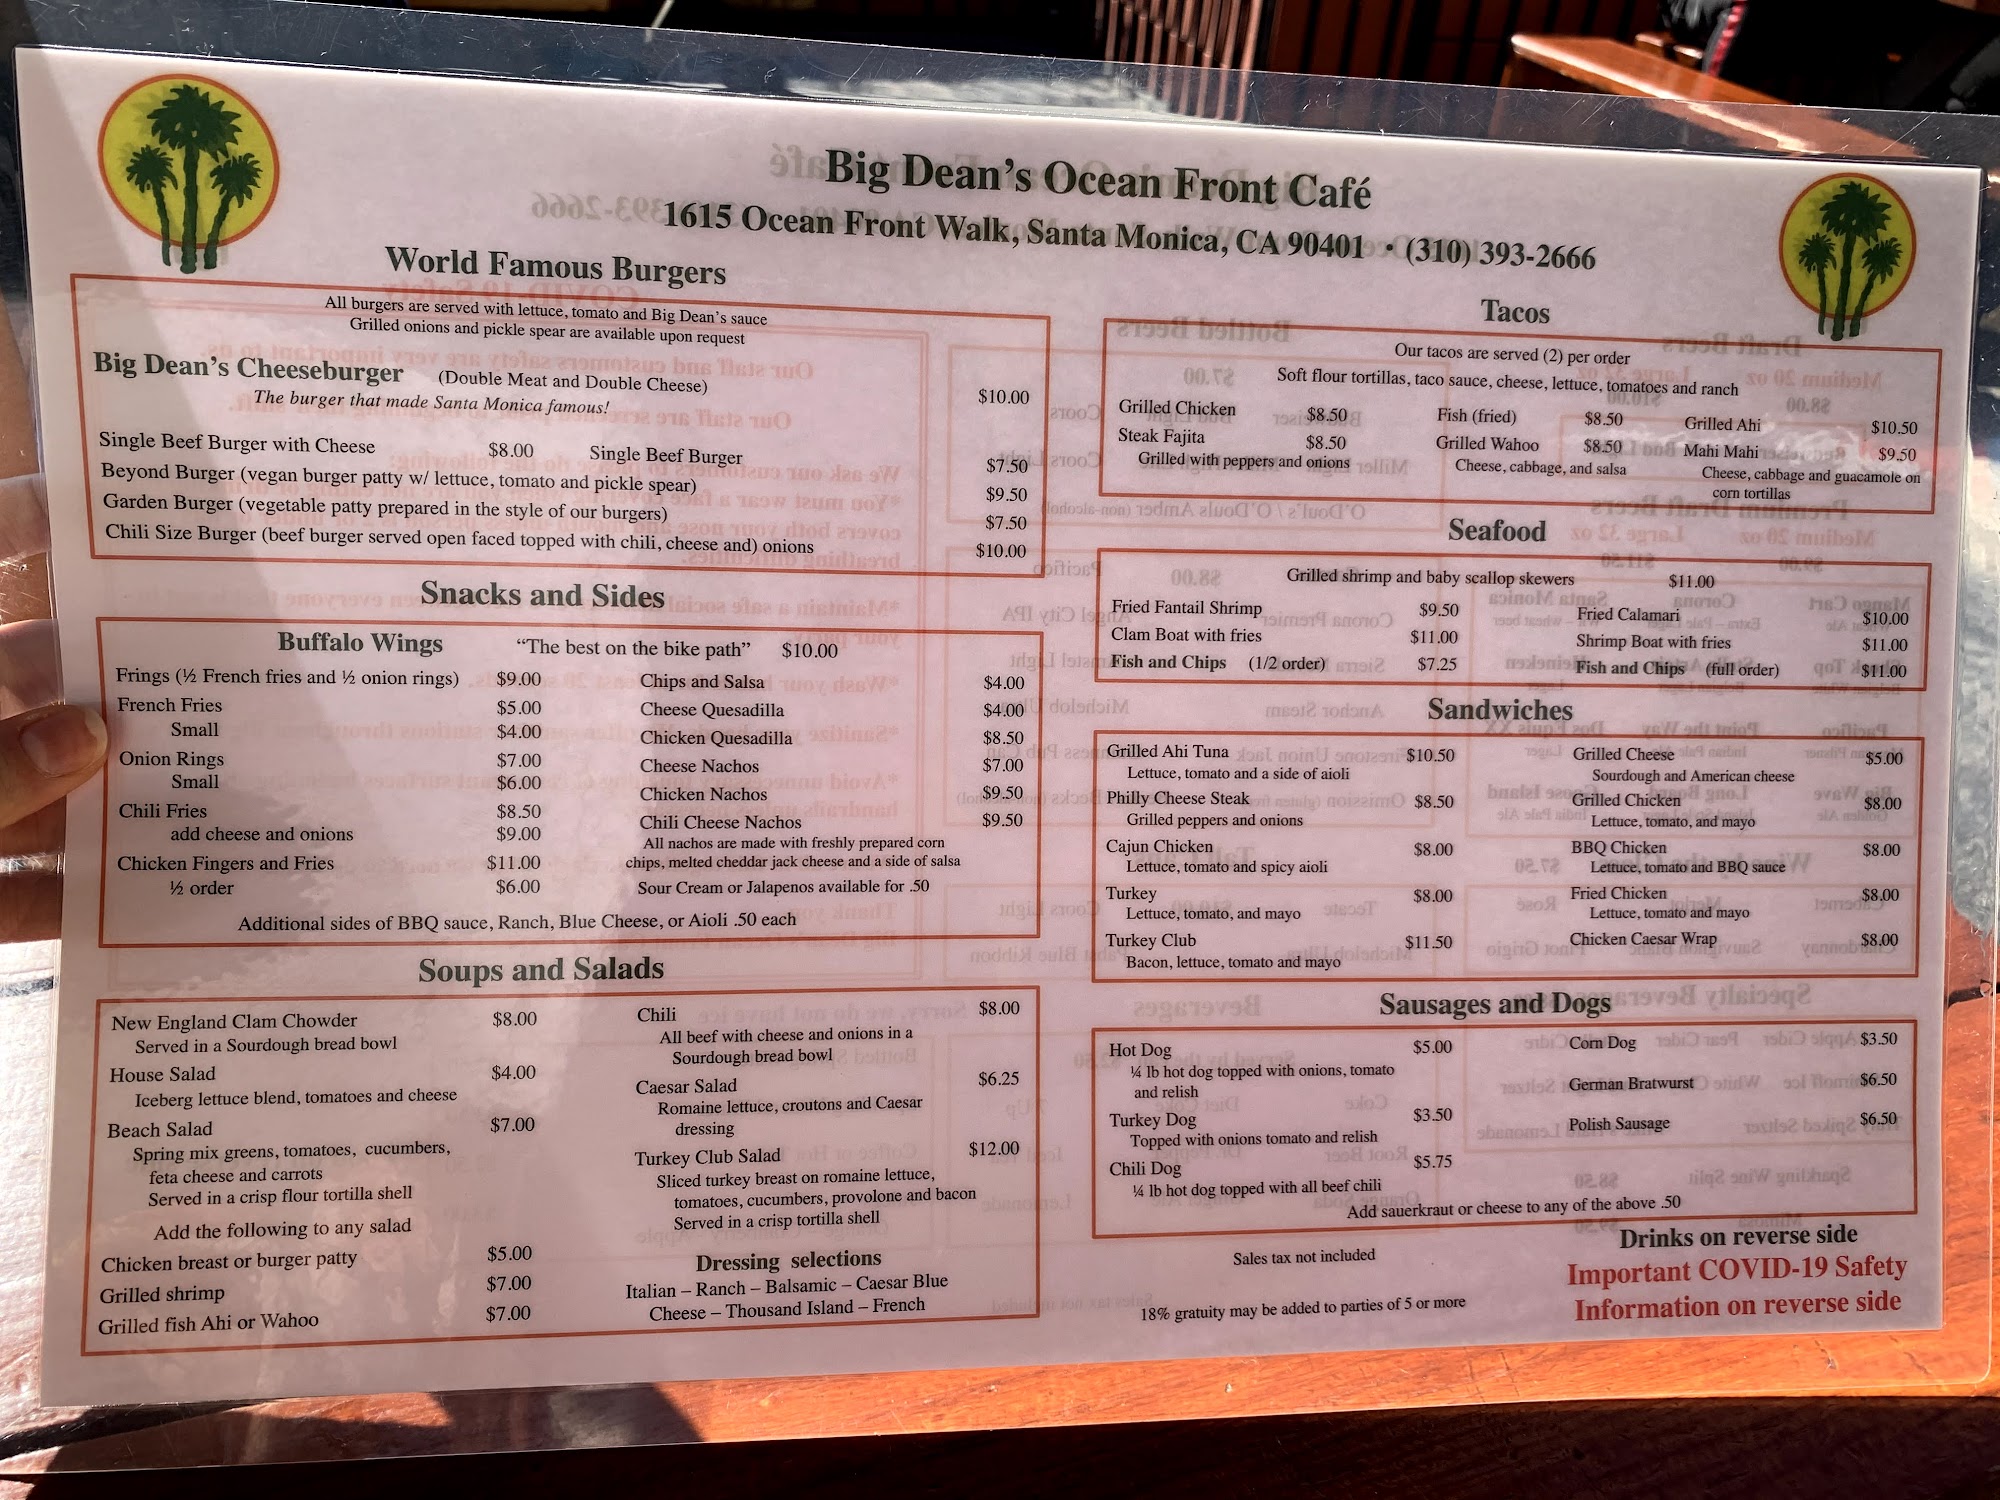 Big Dean's Ocean Front Café
1615 Ocean Front Walk, Santa Monica, CA 90401 • (310) 393-2666
World Famous Burgers
All burgers are served with lettuce, tomato and Big Dean's sauce
Grilled onions and pickle spear are available upon request
Big Dean's Cheeseburger (Double Meat and Double Cheese) $10.00
The burger that made Santa Monica famous!
Single Beef Burger with Cheese $8.00 Single Beef Burger $7.50
Beyond Burger (vegan burger patty w/ lettuce, tomato and pickle spear) $9.50
Garden Burger (vegetable patty prepared in the style of our burgers) $7.50
Chili Size Burger (beef burger served open faced topped with chili, cheese and) onions $10.00
Snacks and Sides
Buffalo Wings "The best on the bike path" $10.00
Frings (½ French fries and ½ onion rings) $9.00
French Fries $5.00
Small $4.00
Onion Rings $7.00
Small $6.00
Chili Fries $8.50
add cheese and onions $9.00
Chicken Fingers and Fries $11.00
½ order $6.00
Chips and Salsa $4.00
Cheese Quesadilla $4.00
Chicken Quesadilla $8.50
Cheese Nachos $7.00
Chicken Nachos $9.50
Chili Cheese Nachos $9.50
All nachos are made with freshly prepared corn
chips, melted cheddar jack cheese and a side of salsa
Sour Cream or Jalapenos available for .50
Additional sides of BBQ sauce, Ranch, Blue Cheese, or Aioli .50 each
Soups and Salads
New England Clam Chowder $8.00
Served in a Sourdough bread bowl
House Salad $4.00
Iceberg lettuce blend, tomatoes and cheese
Beach Salad $7.00
Spring mix greens, tomatoes, cucumbers,
feta cheese and carrots
Served in a crisp flour tortilla shell
Add the following to any salad
Chicken breast or burger patty $5.00
Grilled shrimp $7.00
Grilled fish Ahi or Wahoo $7.00
Chili $8.00
All beef with cheese and onions in a
Sourdough bread bowl
Caesar Salad $6.25
Romaine lettuce, croutons and Caesar
dressing
Turkey Club Salad $12.00
Sliced turkey breast on romaine lettuce,
tomatoes, cucumbers, provolone and bacon
Served in a crisp tortilla shell
Dressing selections
Italian – Ranch – Balsamic – Caesar Blue
Cheese – Thousand Island – French
Tacos
Our tacos are served (2) per order
Soft flour tortillas, taco sauce, cheese, lettuce, tomatoes and ranch
Grilled Chicken $8.50 Fish (fried) $8.50 Grilled Ahi $10.50
Steak Fajita $8.50 Grilled Wahoo $8.50 Mahi Mahi $9.50
Grilled with peppers and onions Cheese, cabbage, and salsa Cheese, cabbage and guacamole on
corn tortillas
Seafood
Grilled shrimp and baby scallop skewers $11.00
Fried Fantail Shrimp $9.50 Fried Calamari $10.00
Clam Boat with fries $11.00 Shrimp Boat with fries $11.00
Fish and Chips (1/2 order) $7.25 Fish and Chips (full order) $11.00
Sandwiches
Grilled Ahi Tuna $10.50
Lettuce, tomato and a side of aioli
Philly Cheese Steak $8.50
Grilled peppers and onions
Cajun Chicken $8.00
Lettuce, tomato and spicy aioli
Turkey $8.00
Lettuce, tomato, and mayo
Turkey Club $11.50
Bacon, lettuce, tomato and mayo
Grilled Cheese $5.00
Sourdough and American cheese
Grilled Chicken $8.00
Lettuce, tomato, and mayo
BBQ Chicken $8.00
Lettuce, tomato and BBQ sauce
Fried Chicken $8.00
Lettuce, tomato and mayo
Chicken Caesar Wrap $8.00
Sausages and Dogs
Hot Dog $5.00
¼ lb hot dog topped with onions, tomato
and relish
Turkey Dog $3.50
Topped with onions tomato and relish
Chili Dog $5.75
¼ lb hot dog topped with all beef chili
Corn Dog $3.50
German Bratwurst $6.50
Polish Sausage $6.50
Add sauerkraut or cheese to any of the above .50
Sales tax not included
18% gratuity may be added to parties of 5 or more
Drinks on reverse side
Important COVID-19 Safety
Information on reverse side